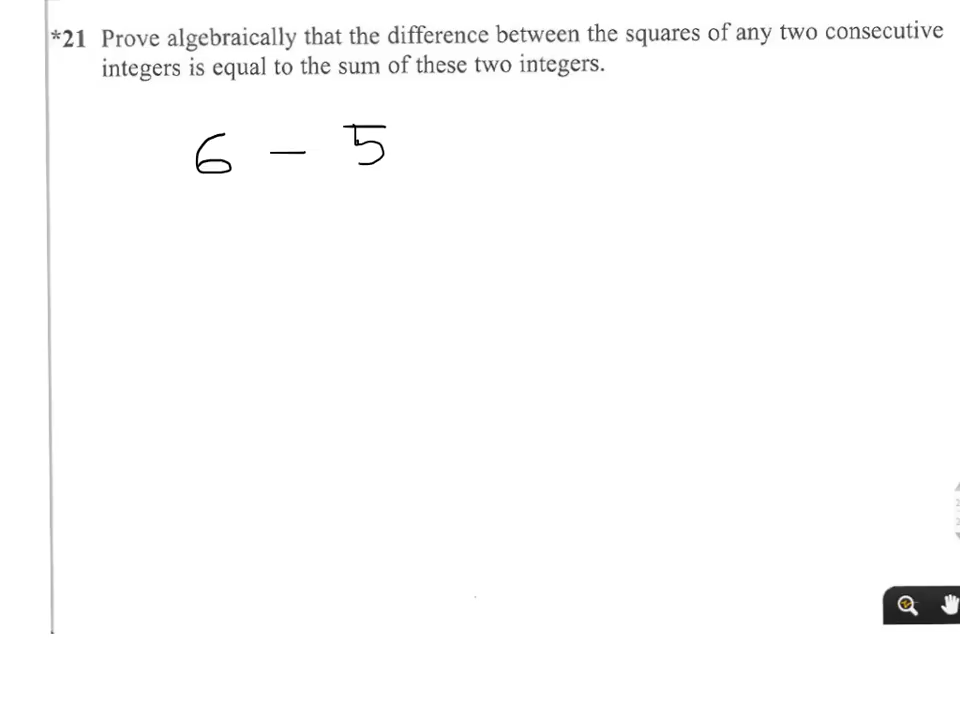 *21 Prove algebraically that the difference between the squares of any two consecutive
integers is equal to the sum of these two integers.
6 — 5